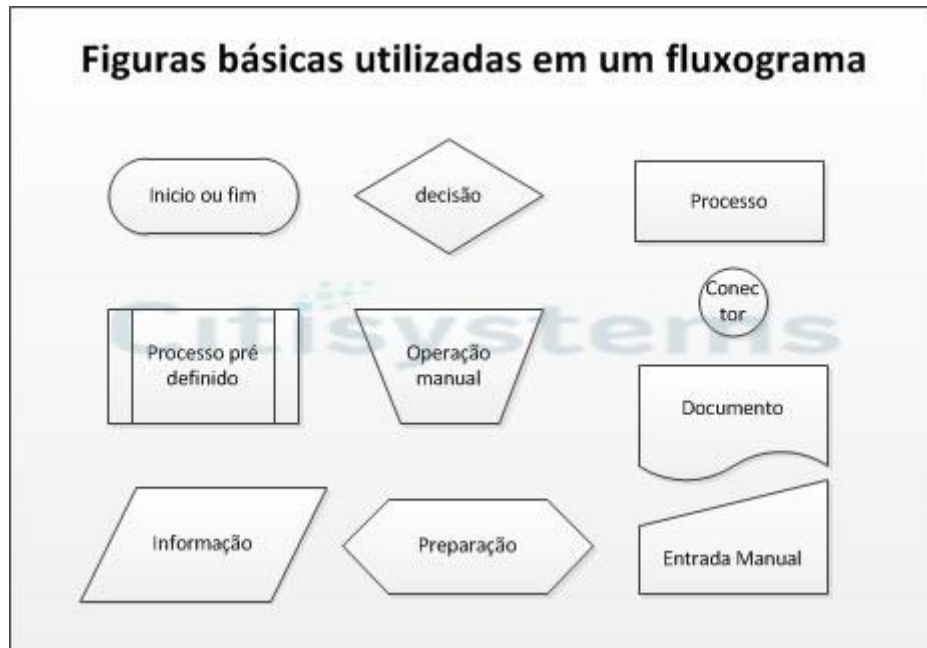 Figuras básicas utilizadas em um fluxograma
Inicio ou fim
decisão
Processo
Conec
tor
Citisystems
Processo pré
definido
Operação
manual
Documento
Informação
Preparação
Entrada Manual